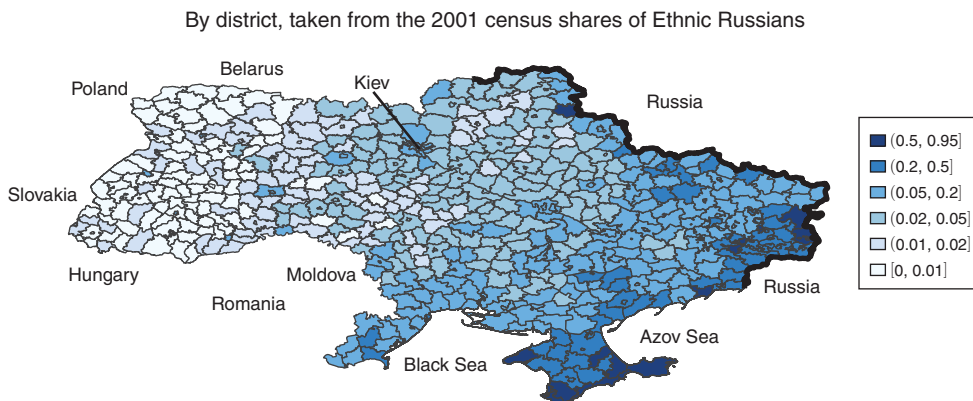 By district, taken from the 2001 census shares of Ethnic Russians
Belarus
Kiev
Poland
Russia
(0.5, 0.95]
(0.2, 0.5]
(0.05, 0.2]
(0.02, 0.05]
(0.01, 0.02]
[0, 0.01]
Slovakia
Hungary
Moldova
Russia
Romania
Azov Sea
Black Sea